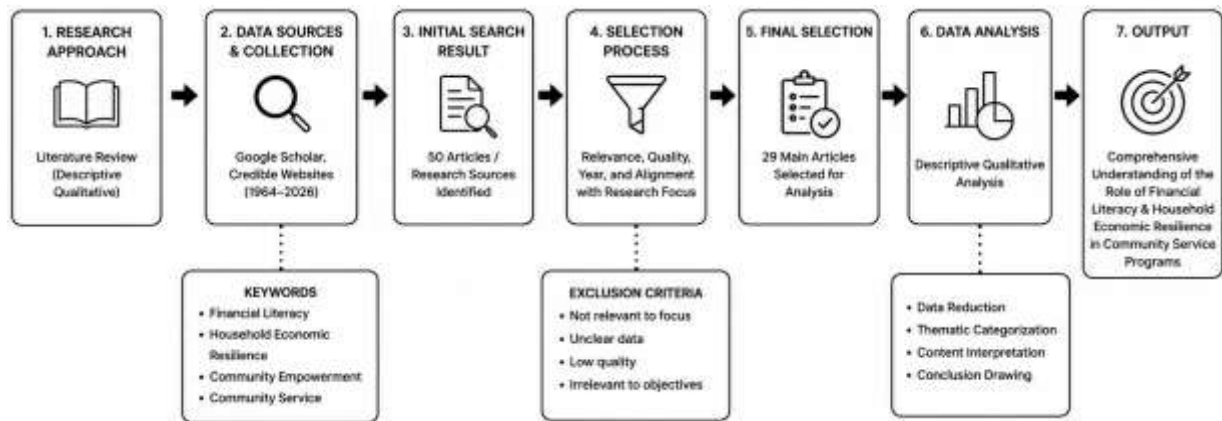 1. RESEARCH
APPROACH
Literature Review
(Descriptive
Qualitative)
2. DATA SOURCES
& COLLECTION
Google Scholar,
Credible Websites
(1964–2026)
3. INITIAL SEARCH
RESULT
50 Articles /
Research Sources
Identified
4. SELECTION
PROCESS
Relevance, Quality,
Year, and Alignment
with Research Focus
5. FINAL SELECTION
29 Main Articles
Selected for
Analysis
6. DATA ANALYSIS
Descriptive Qualitative
Analysis
7. OUTPUT
Comprehensive
Understanding of the
Role of Financial
Literacy & Household
Economic Resilience
in Community Service
Programs
KEYWORDS
• Financial Literacy
• Household Economic
Resilience
• Community Empowerment
• Community Service
EXCLUSION CRITERIA
• Not relevant to focus
• Unclear data
• Low quality
• Irrelevant to objectives
• Data Reduction
• Thematic Categorization
• Content Interpretation
• Conclusion Drawing